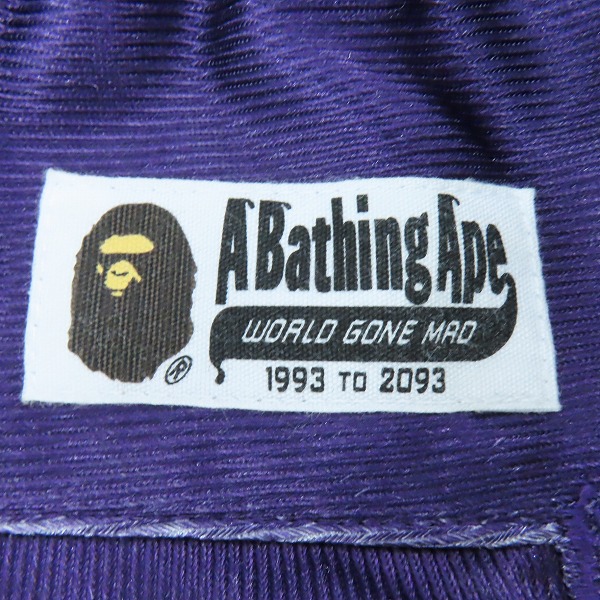 A Bathing Ape
WORLD GONE MAD
®
1993 TO 2093